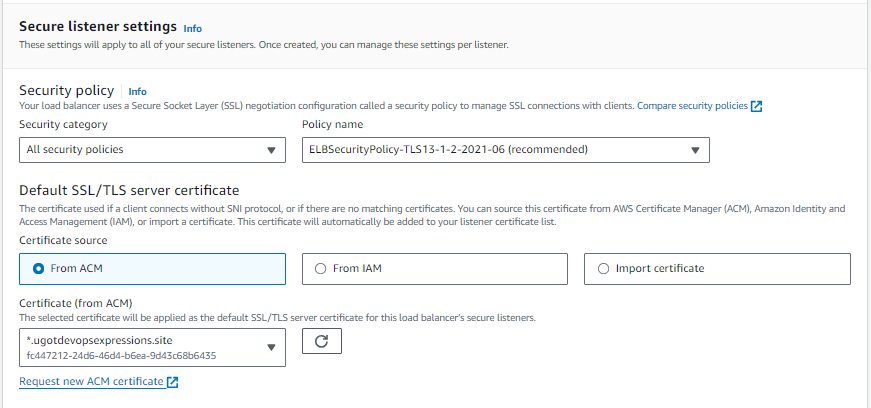 Secure listener settings Info
These settings will apply to all of your secure listeners. Once created, you can manage these settings per listener.
Security policy Info
Your load balancer uses a Secure Socket Layer (SSL) negotiation configuration called a security policy to manage SSL connections with clients. Compare security policies
Security category
Policy name
All security policies
ELBSecurityPolicy-TLS13-1-2-2021-06 (recommended)
Default SSL/TLS server certificate
The certificate used if a client connects without SNI protocol, or if there are no matching certificates. You can source this certificate from AWS Certificate Manager (ACM), Amazon Identity and
Access Management (IAM), or import a certificate. This certificate will automatically be added to your listener certificate list.
Certificate source
From ACM
From IAM
Import certificate
Certificate (from ACM)
The selected certificate will be applied as the default SSL/TLS server certificate for this load balancer's secure listeners.
*.ugotdevopsexpressions.site
fc447212-24d6-46d4-b6ea-9d43c68b6435
Request new ACM certificate